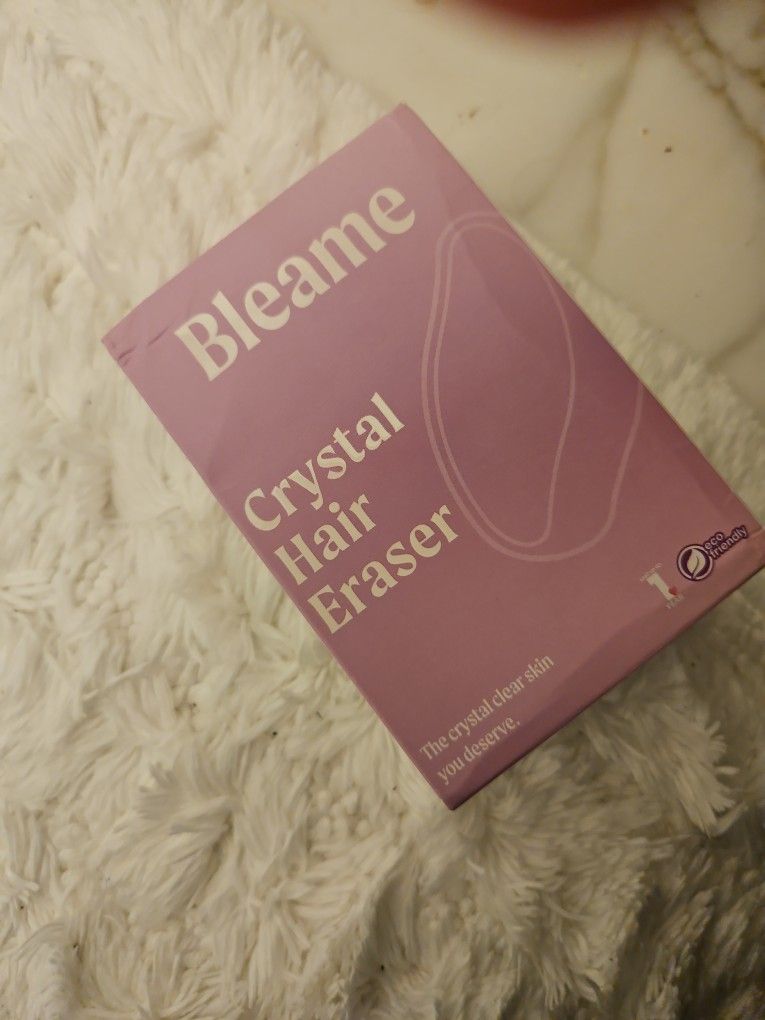 Bleame
Crystal
Hair
Eraser
The crystal clear skin
you deserve.
eco
friendly